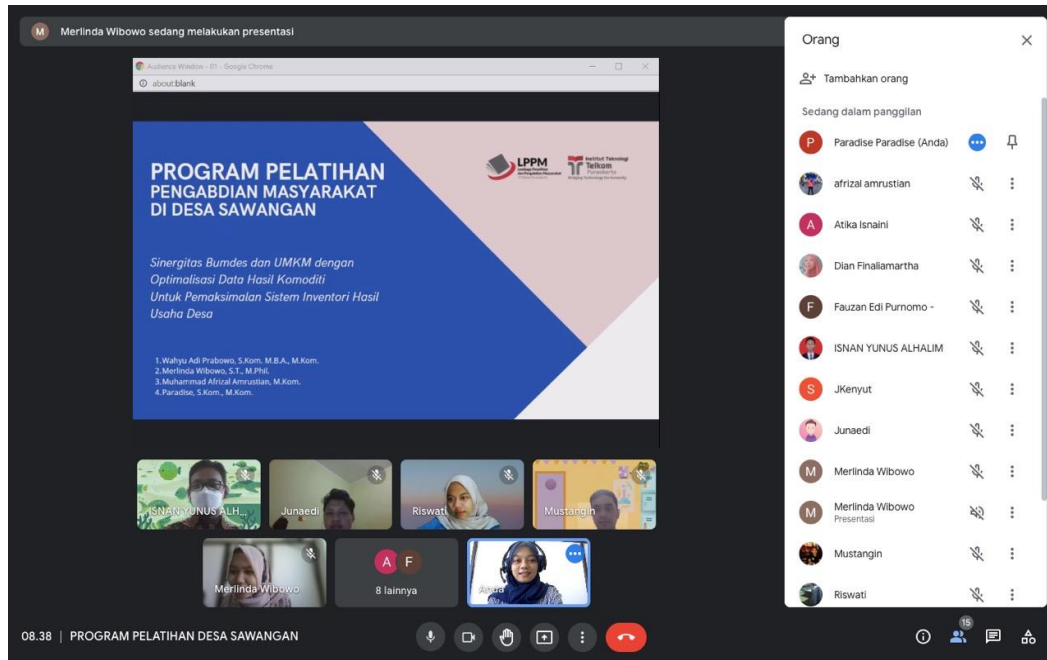 M Merlinda Wibowo sedang melakukan presentasi
Audience Window - 01 - Google Chrome
about:blank
PROGRAM PELATIHAN
PENGABDIAN MASYARAKAT
DI DESA SAWANGAN
LPPM
Institut Teknologi
Telkom
Purwokerto
Sinergitas Bumdes dan UMKM dengan
Optimalisasi Data Hasil Komoditi
Untuk Pemaksimalan Sistem Inventori Hasil
Usaha Desa
1.Wahyu Adi Prabowo, S.Kom. M.B.A., M.Kom.
2.Merlinda Wibowo, S.T., M.Phil.
3.Muhammad Afrizal Amrustian, M.Kom.
4.Paradise, S.Kom., M.Kom.
ISNAN YUNUS ALH...
Junaedi
Riswati
Mustangin
Merlinda Wibowo
A F
8 lainnya
Anda
08.38 | PROGRAM PELATIHAN DESA SAWANGAN
Orang
Tambahkan orang
Sedang dalam panggilan
P Paradise Paradise (Anda)
afrizal amrustian
A Atika Isnaini
Dian Finaliamartha
F Fauzan Edi Purnomo -
ISNAN YUNUS ALHALIM
S JKenyut
Junaedi
M Merlinda Wibowo
M Merlinda Wibowo
Presentasi
Mustangin
Riswati
15